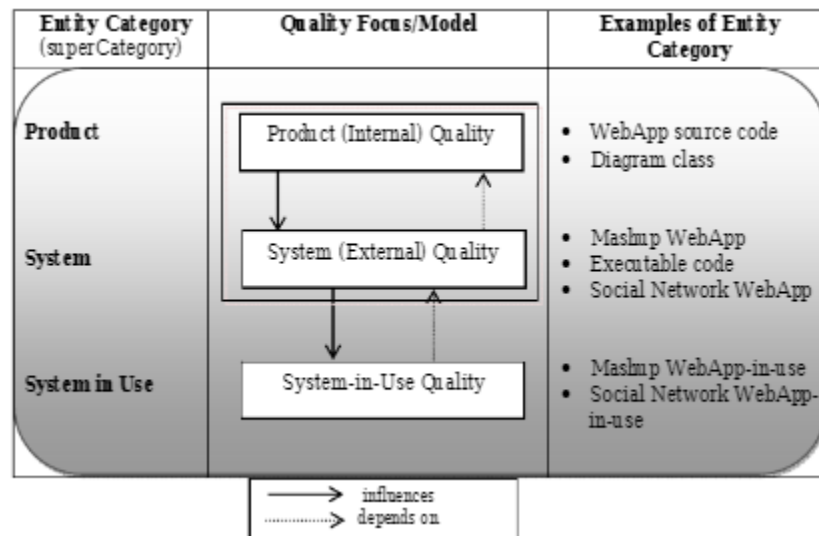 Entity Category
(superCategory)
Quality Focus/Model
Examples of Entity
Category
Product
Product (Internal) Quality
• WebApp source code
• Diagram class
System
System (External) Quality
• Mashup WebApp
• Executable code
• Social Network WebApp
System in Use
System-in-Use Quality
• Mashup WebApp-in-use
• Social Network WebApp-
in-use
influences
depends on